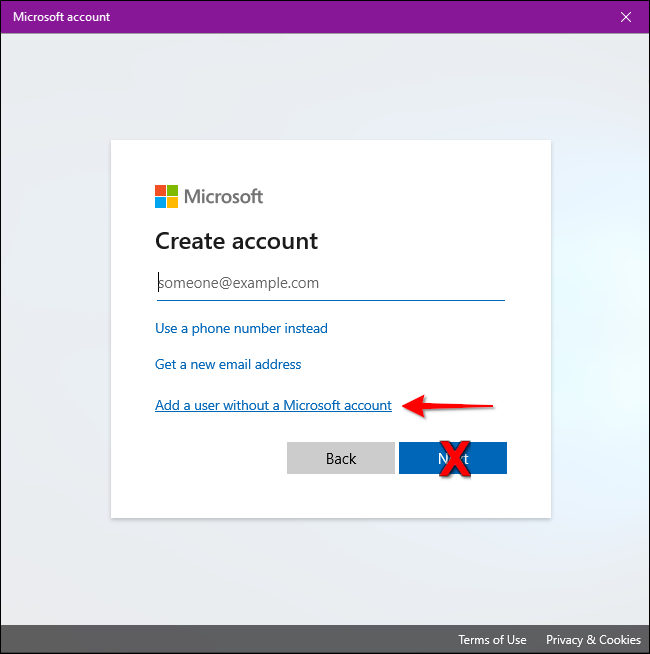 Microsoft account
Microsoft
Create account
someone@example.com
Use a phone number instead
Get a new email address
Add a user without a Microsoft account
Back
Terms of Use Privacy & Cookies